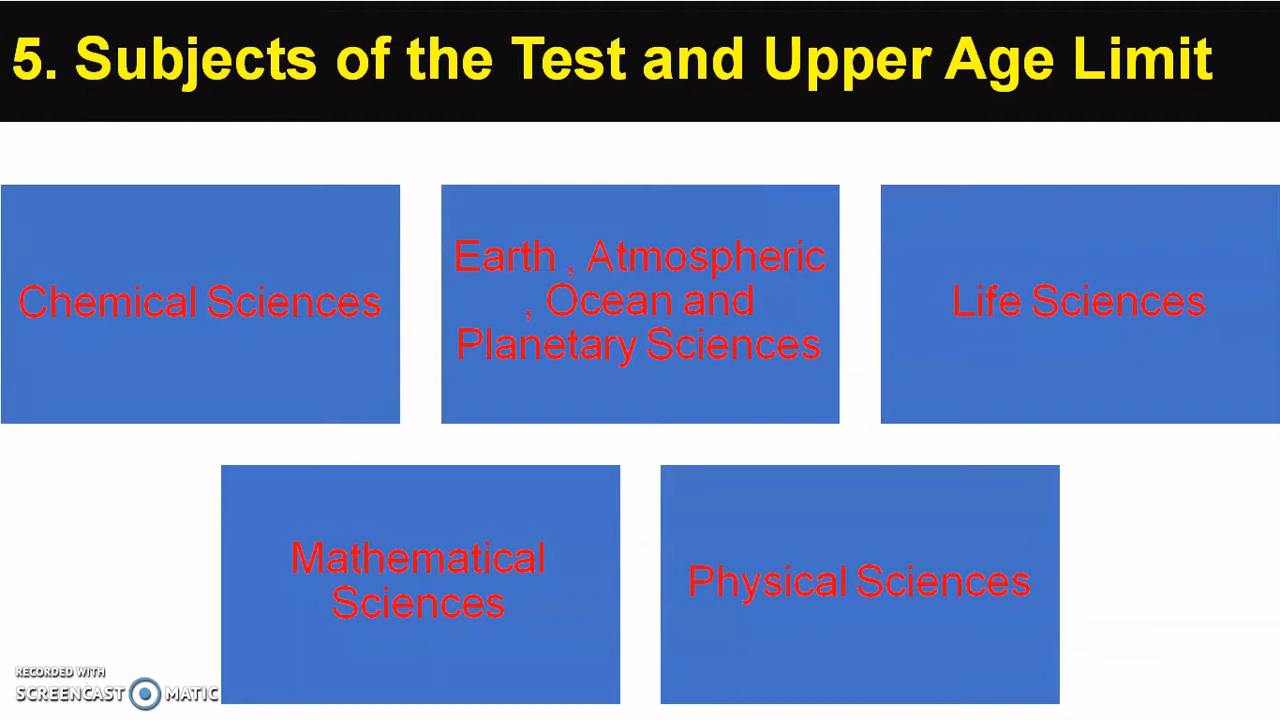 5. Subjects of the Test and Upper Age Limit
Chemical Sciences
Earth , Atmospheric
, Ocean and
Planetary Sciences
Life Sciences
Mathematical
Sciences
Physical Sciences
RECORDED WITH
SCREENCAST MATIC